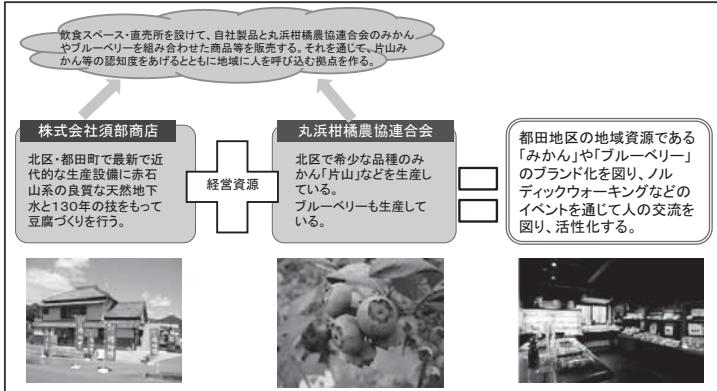 飲食スペース・直売所を設けて、自社製品と丸浜柑橘農協連合会のみかん
やブルーベリーを組み合わせた商品等を販売する。それを通じて、片山み
かん等の認知度をあげるとともに地域に人を呼び込む拠点を作る。
株式会社須部商店
北区・都田町で最新で近
代的な生産設備に赤石
山系の良質な天然地下
水と130年の技をもって
豆腐づくりを行う。
経営資源
丸浜柑橘農協連合会
北区で希少な品種のみ
かん「片山」などを生産し
ている。
ブルーベリーも生産して
いる。
都田地区の地域資源である
「みかん」や「ブルーベリー」
のブランド化を図り、ノル
ディックウォーキングなどの
イベントを通じて人の交流を
図り、活性化する。